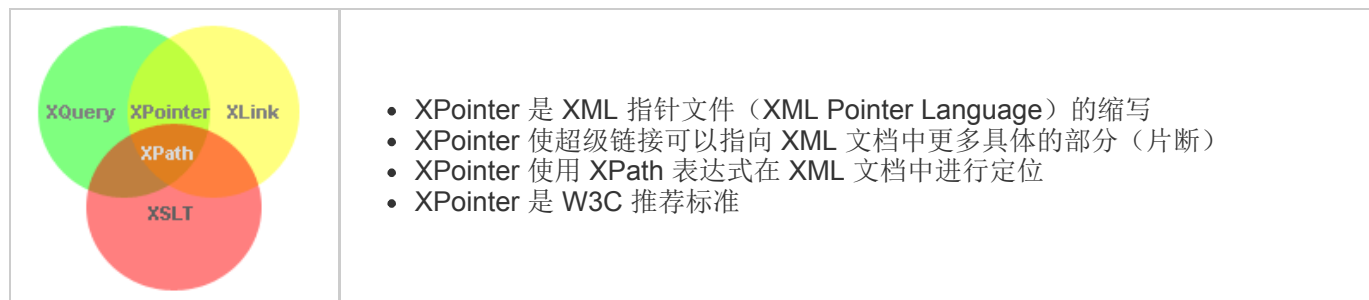 XQuery XPointer XLink
XPath
XSLT
• XPointer 是 XML 指针文件（XML Pointer Language）的缩写
• XPointer 使超级链接可以指向 XML 文档中更多具体的部分（片断）
• XPointer 使用 XPath 表达式在 XML 文档中进行定位
• XPointer 是 W3C 推荐标准